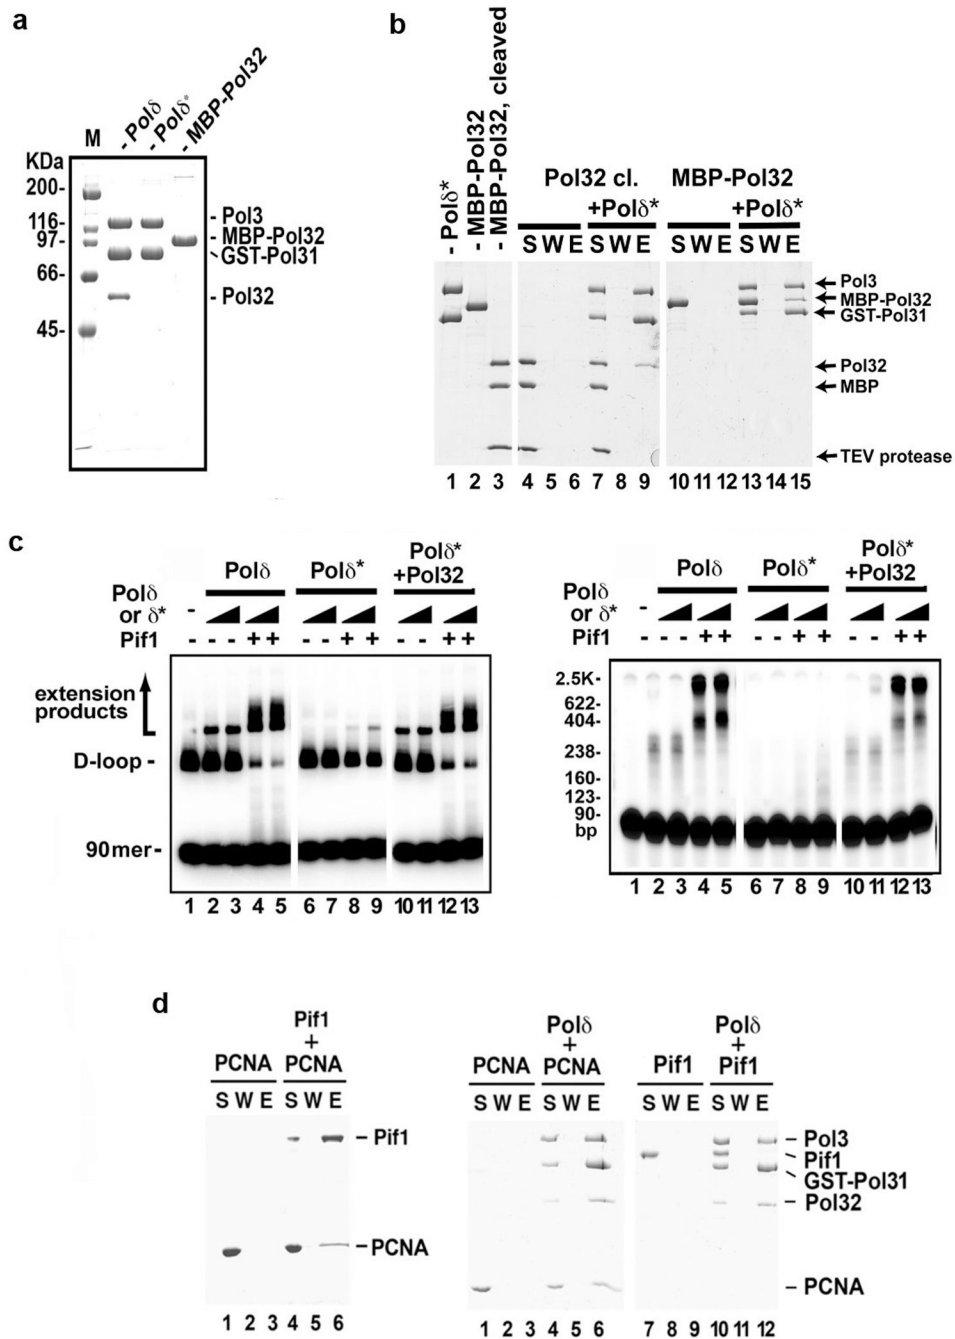 a
M
- Polδ
- Polδ*
- MBP-Pol32
KDa
200-
116-
97-
66-
45-
- Pol3
MBP-Pol32
GST-Pol31
- Pol32
b
- Polδ*
- MBP-Pol32
- MBP-Pol32, cleaved
Pol32 cl.
MBP-Pol32
+Polδ*
+Polδ*
S W E S W E S W E S W E
Pol3
MBP-Pol32
GST-Pol31
Pol32
MBP
TEV protease
1 2 3 4 5 6 7 8 9 10 11 12 13 14 15
c
Polδ
Polδ*
Polδ*
+Pol32
Polδ
or δ*
-
Pif1
- - - + + - - + + - - + +
extension
products
D-loop -
90mer -
1 2 3 4 5 6 7 8 9 10 11 12 13
Polδ
Polδ*
Polδ*
+Pol32
Polδ
or δ*
-
Pif1
- - - + + - - + + - - + +
2.5K-
622-
404-
238-
160-
123-
90-
bp
1 2 3 4 5 6 7 8 9 10 11 12 13
d
PCNA
Pif1
+
PCNA
S W E S W E
- Pif1
- PCNA
1 2 3 4 5 6
PCNA
Polδ
+
PCNA
Pif1
Polδ
+
Pif1
S W E S W E S W E S W E
- Pol3
Pif1
GST-Pol31
- Pol32
- PCNA
1 2 3 4 5 6 7 8 9 10 11 12